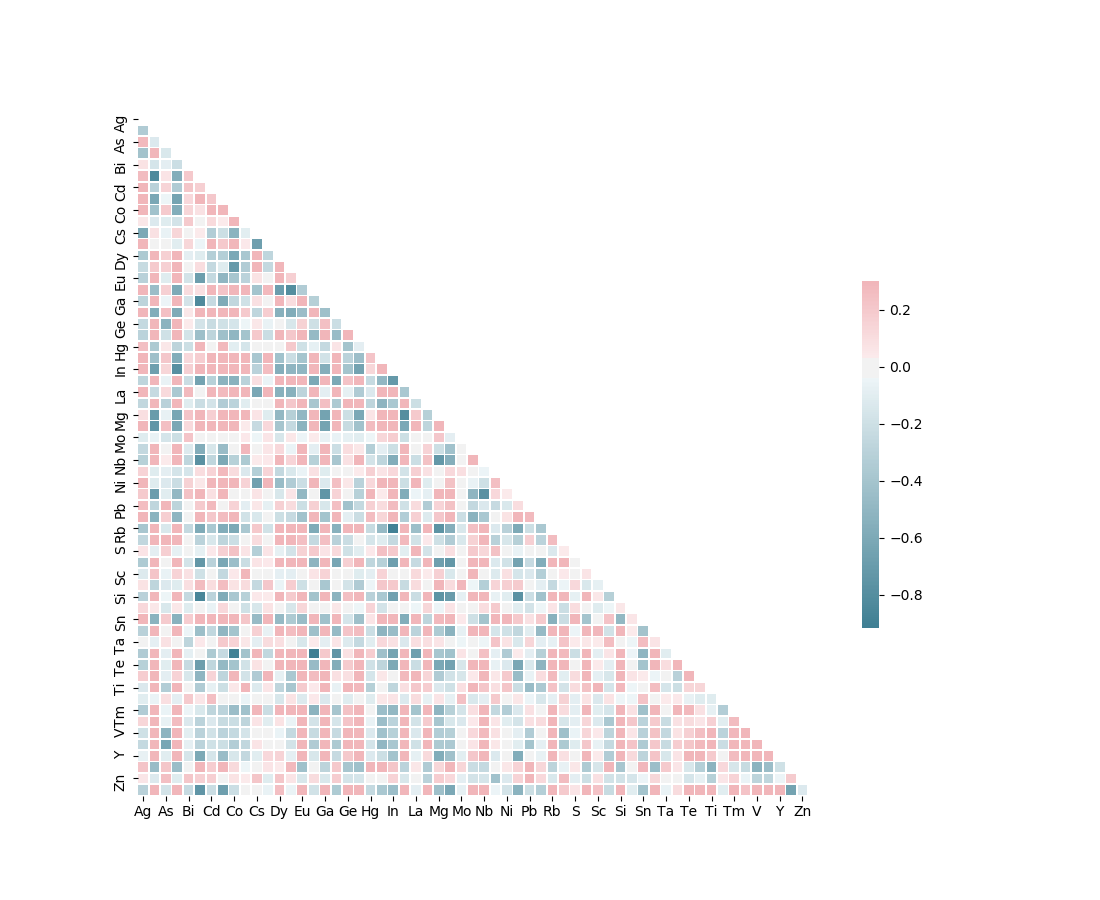 Ag
As
Bi
Cd
Co
Cs
Dy
Eu
Ga
Ge
Hg
In
La
Mg
Mo
Nb
Ni
Pb
Rb
S
Sc
Si
Sn
Ta
Te
Ti
Tm
V
Y
Zn
0.2
0.0
−0.2
−0.4
−0.6
−0.8
Ag As Bi Cd Co Cs Dy Eu Ga Ge Hg In La Mg Mo Nb Ni Pb Rb S Sc Si Sn Ta Te Ti Tm V Y Zn